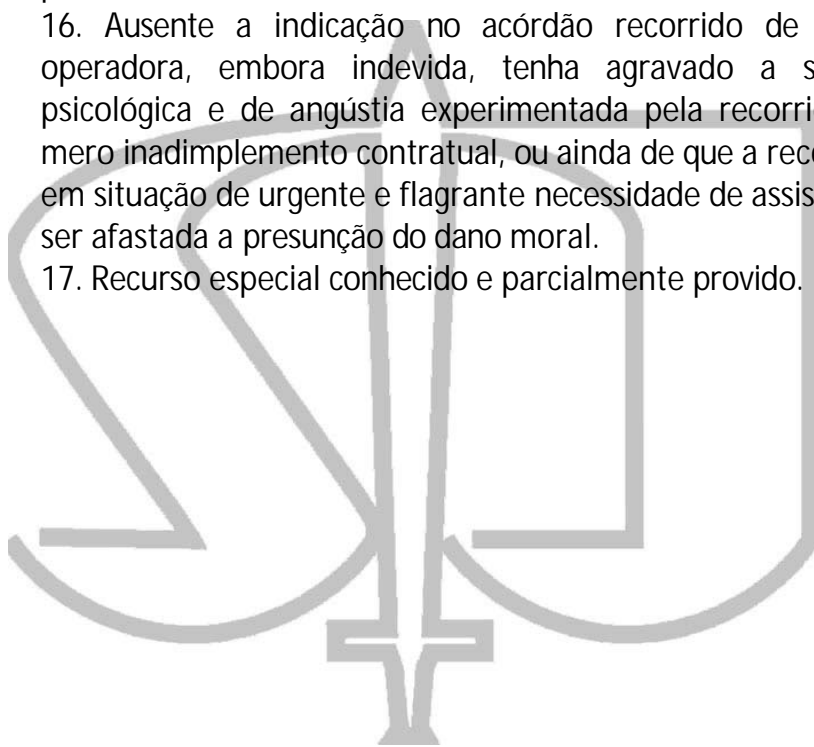 16. Ausente a indicação no acórdão recorrido de
operadora, embora indevida, tenha agravado a s
psicológica e de angústia experimentada pela recorri
mero inadimplemento contratual, ou ainda de que a rec
em situação de urgente e flagrante necessidade de assis
ser afastada a presunção do dano moral.
17. Recurso especial conhecido e parcialmente provido.